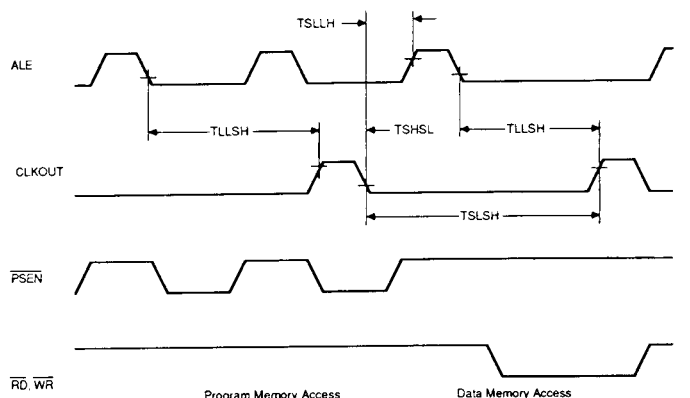 TSLLH
ALE
TLLSH
TSHSL
TLLSH
CLKOUT
TSLSH
PSEN
RD, WR
Program Memory Access
Data Memory Access